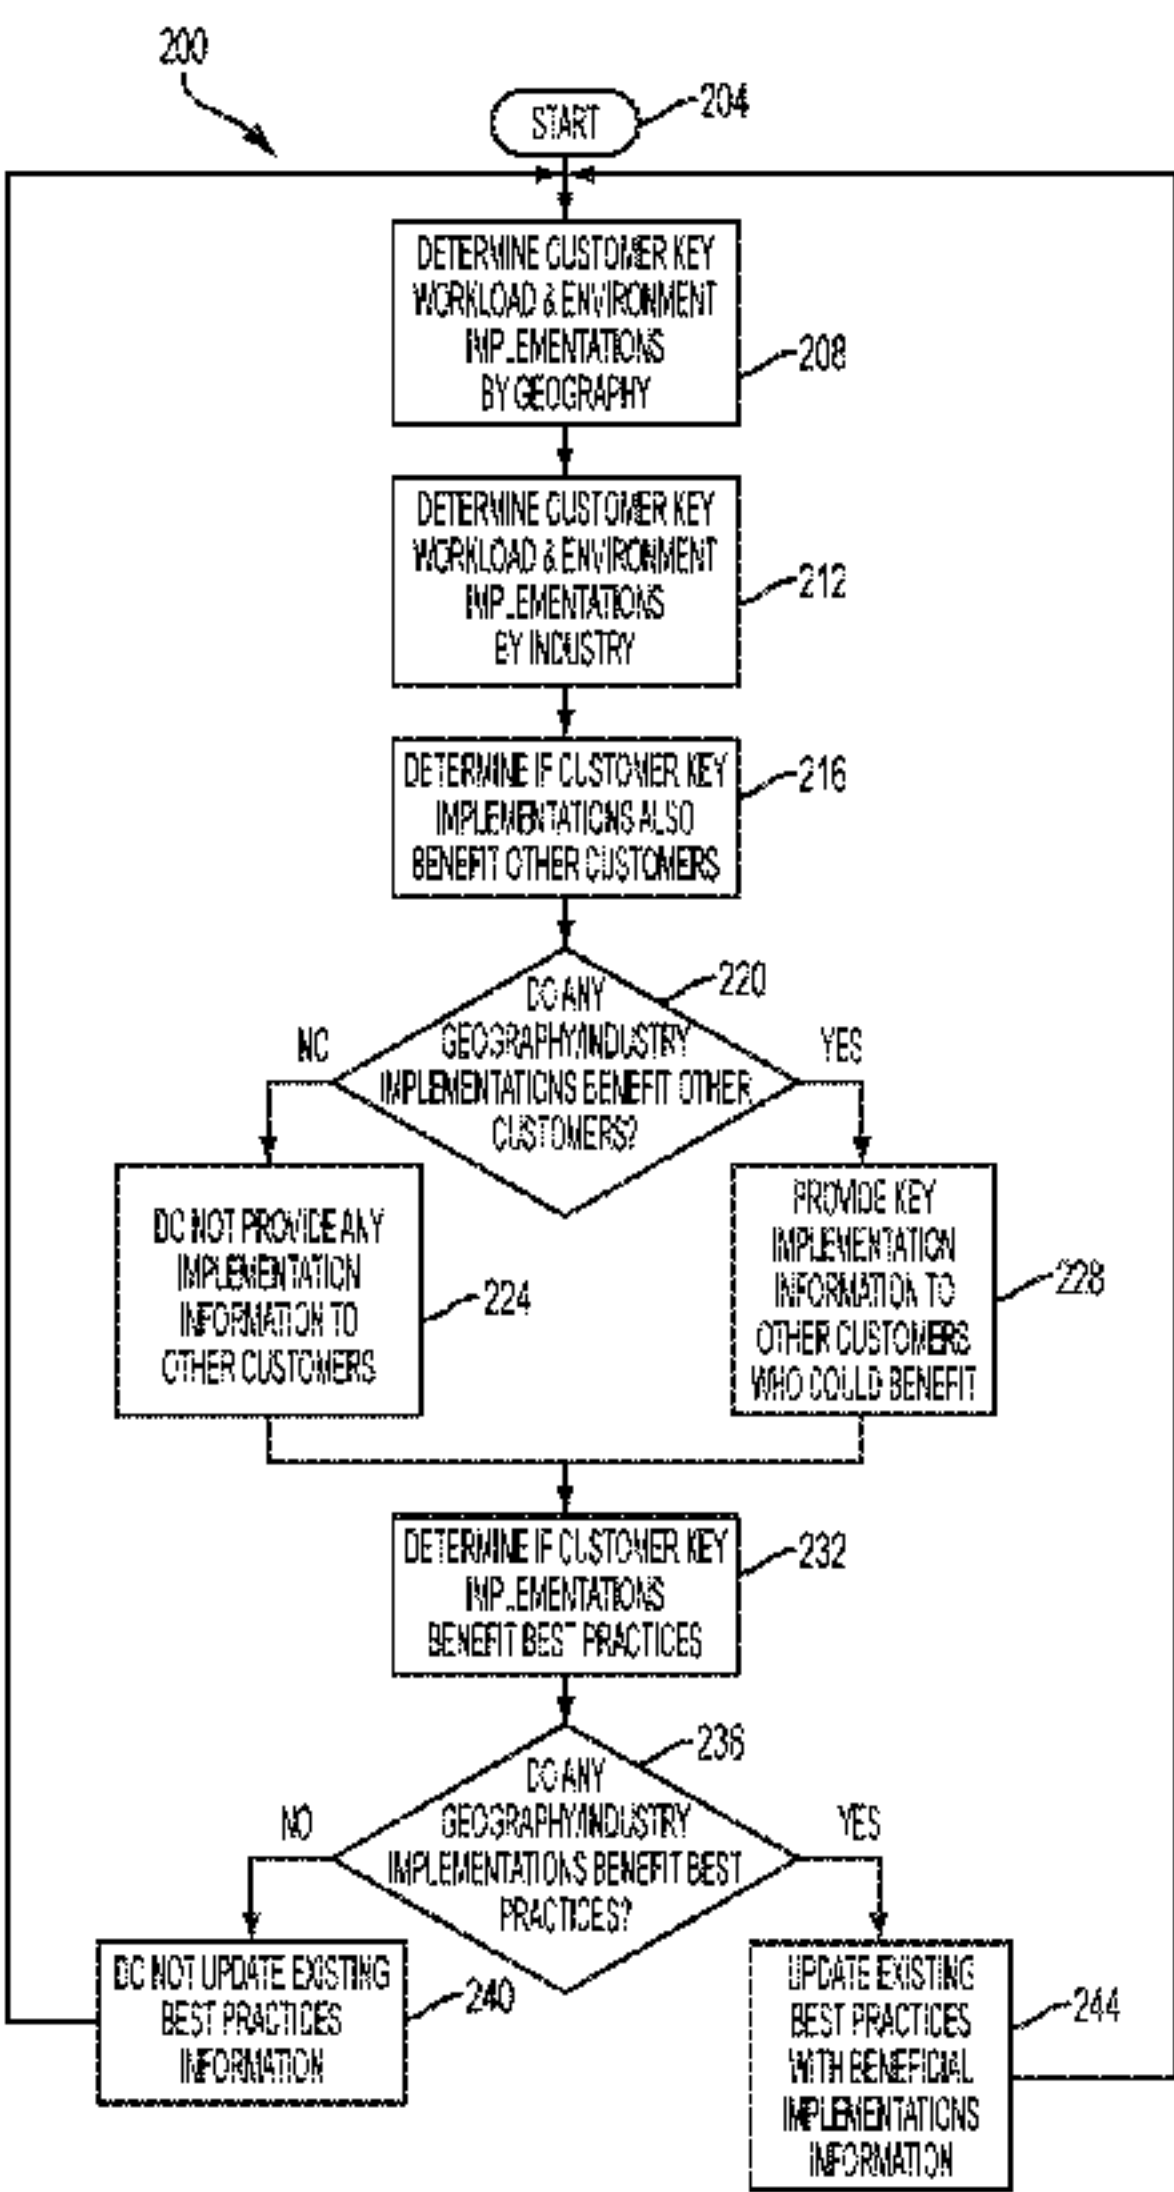 200
START
204
DETERMINE CUSTOMER KEY
WORKLOAD & ENVIRONMENT
IMPLEMENTATIONS
BY GEOGRAPHY
208
DETERMINE CUSTOMER KEY
WORKLOAD & ENVIRONMENT
IMPLEMENTATIONS
BY INDUSTRY
212
DETERMINE IF CUSTOMER KEY
IMPLEMENTATIONS ALSO
BENEFIT OTHER CUSTOMERS
216
DO ANY
GEOGRAPHY/INDUSTRY
IMPLEMENTATIONS BENEFIT OTHER
CUSTOMERS?
220
NO
YES
DO NOT PROVIDE ANY
IMPLEMENTATION
INFORMATION TO
OTHER CUSTOMERS
224
PROVIDE KEY
IMPLEMENTATION
INFORMATION TO
OTHER CUSTOMERS
WHO COULD BENEFIT
228
DETERMINE IF CUSTOMER KEY
IMPLEMENTATIONS
BENEFIT BEST PRACTICES
232
DO ANY
GEOGRAPHY/INDUSTRY
IMPLEMENTATIONS BENEFIT BEST
PRACTICES?
236
NO
YES
DO NOT UPDATE EXISTING
BEST PRACTICES
INFORMATION
240
UPDATE EXISTING
BEST PRACTICES
WITH BENEFICIAL
IMPLEMENTATIONS
INFORMATION
244